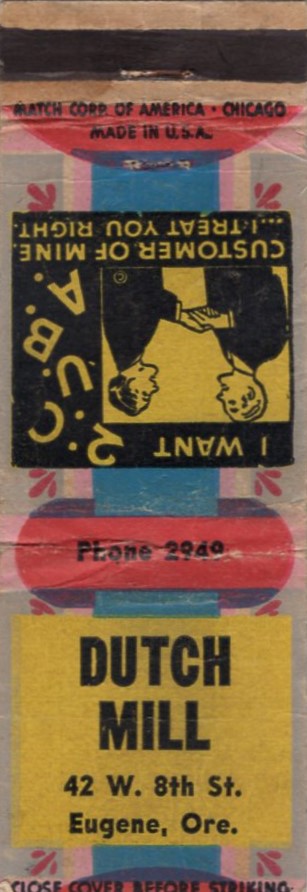 MATCH CORP. OF AMERICA • CHICAGO
MADE IN U.S.A.
I WANT
2.C.U.B.A.
©
CUSTOMER OF MINE.
...I TREAT YOU RIGHT.
Phone 2949
DUTCH
MILL
42 W. 8th St.
Eugene, Ore.
CLOSE COVER BEFORE STRIKING